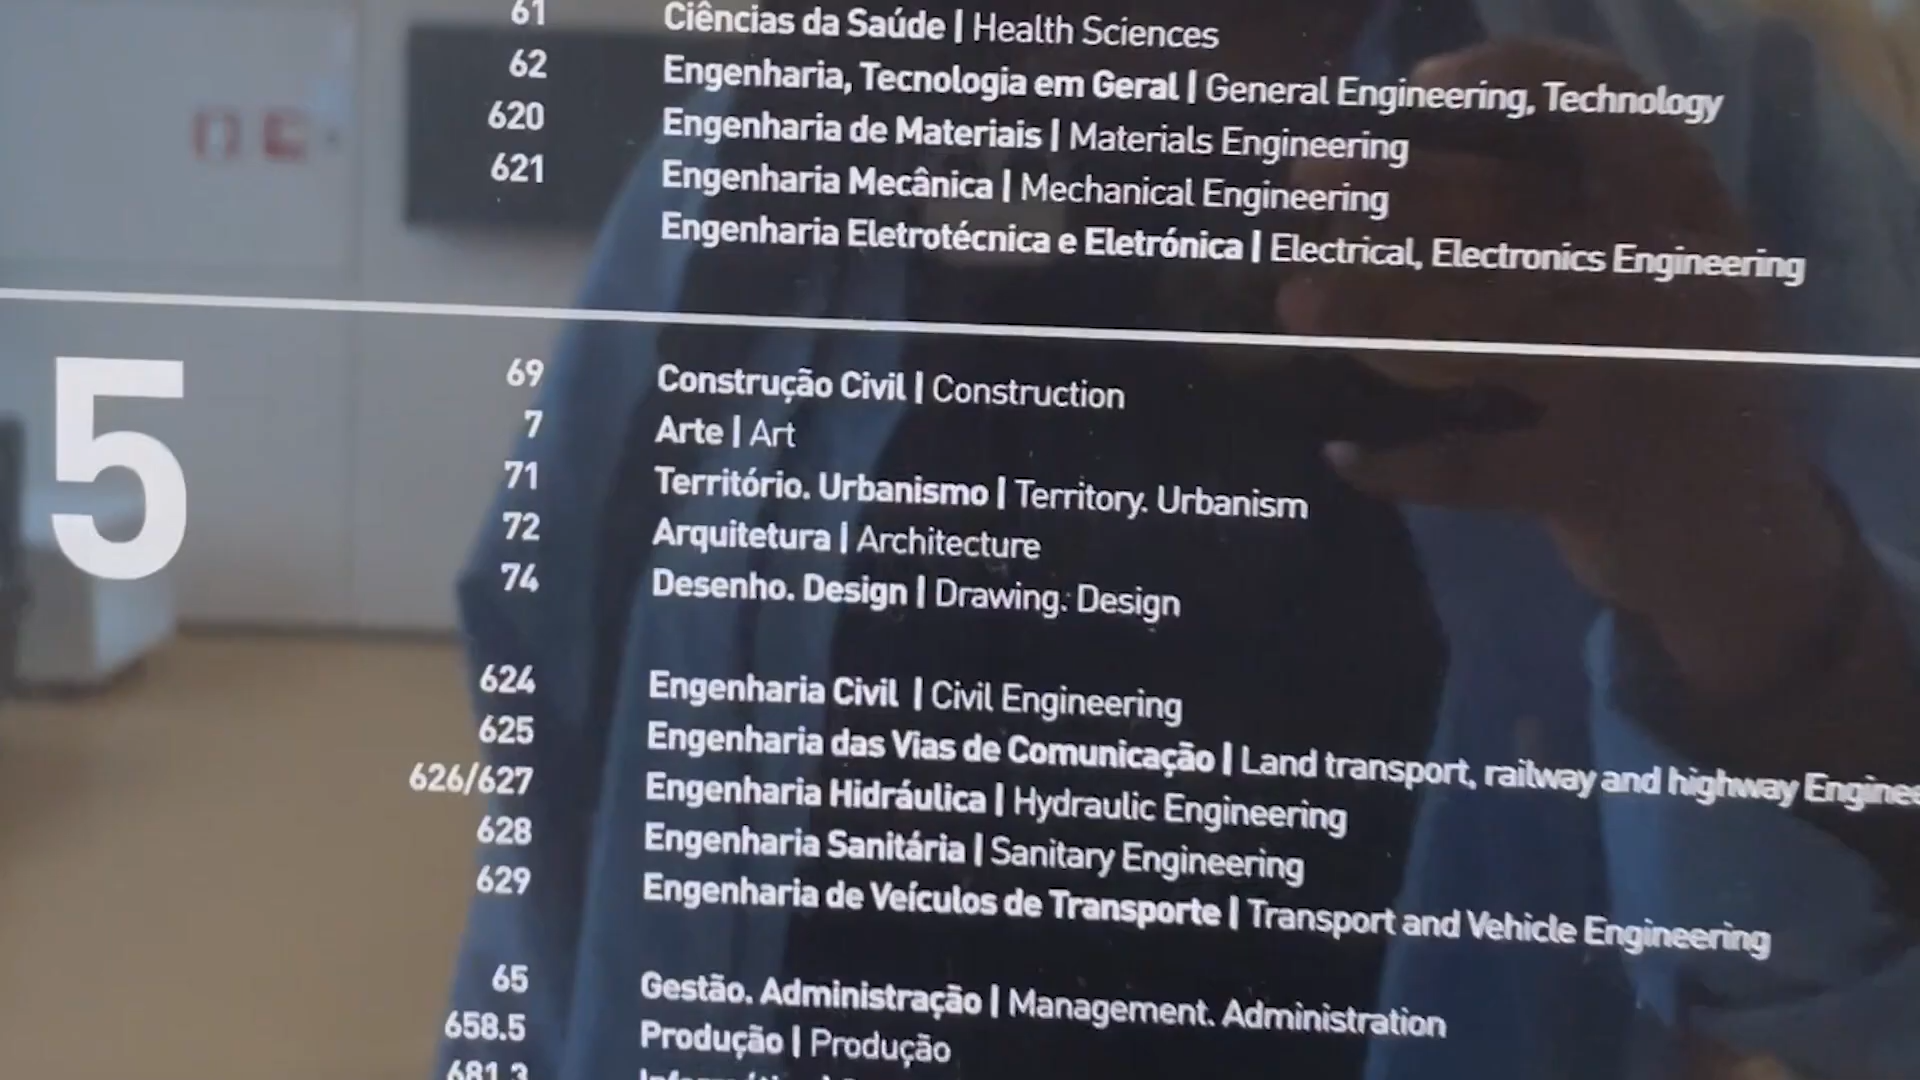 61 Ciências da Saúde | Health Sciences
62 Engenharia, Tecnologia em Geral | General Engineering, Technology
620 Engenharia de Materiais | Materials Engineering
621 Engenharia Mecânica | Mechanical Engineering
Engenharia Eletrotécnica e Eletrónica | Electrical, Electronics Engineering
5
69 Construção Civil | Construction
7 Arte | Art
71 Território. Urbanismo | Territory. Urbanism
72 Arquitetura | Architecture
74 Desenho. Design | Drawing. Design
624 Engenharia Civil | Civil Engineering
625 Engenharia das Vias de Comunicação | Land transport, railway and highway
626/627 Engenharia Hidráulica | Hydraulic Engineering
628 Engenharia Sanitária | Sanitary Engineering
629 Engenharia de Veículos de Transporte | Transport and Vehicle Engineering
65 Gestão. Administração | Management. Administration
658.5 Produção | Produção
681.3